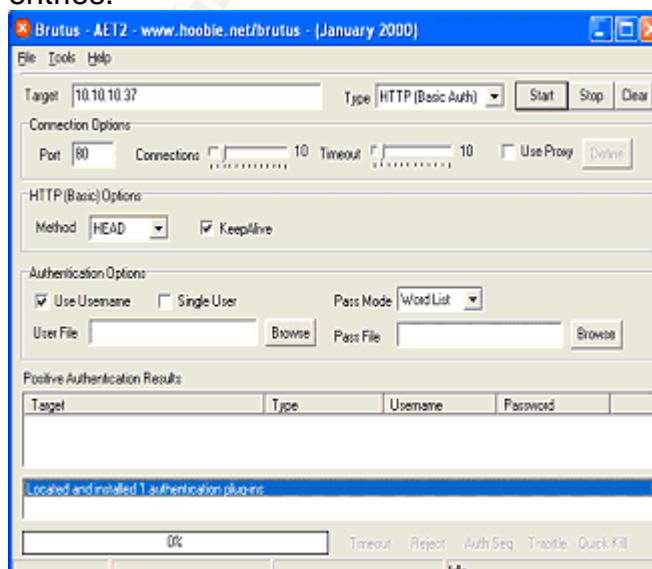 entries.
Brutus - AET2 - www.hoobie.net/brutus - (January 2000)
File Tools Help
Target 10.10.10.37 Type HTTP (Basic Auth) Start Stop Clear
Connection Options
Port 80 Connections 10 Timeout 10 Use Proxy Define
HTTP (Basic) Options
Method HEAD KeepAlive
Authentication Options
Use Username Single User Pass Mode Word List
User File Browse Pass File Browse
Positive Authentication Results
Target Type Username Password
Located and installed 1 authentication plug-ins
0% Timeout Reject Auth Seq Throttle Quick Kill